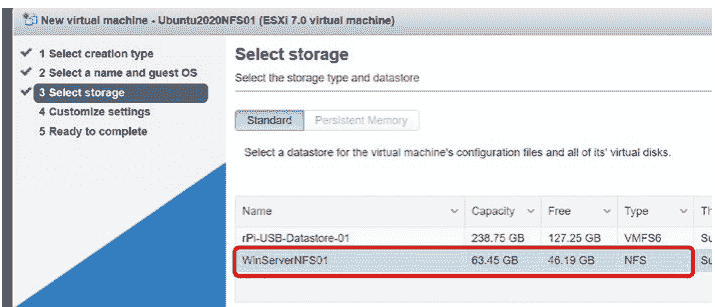 New virtual machine - Ubuntu2020NFS01 (ESXi 7.0 virtual machine)
1 Select creation type
2 Select a name and guest OS
3 Select storage
4 Customize settings
5 Ready to complete
Select storage
Select the storage type and datastore
Standard Persistent Memory
Select a datastore for the virtual machine's configuration files and all of its' virtual disks.
Name Capacity Free Type Th
rPi-USB-Datastore-01 238.75 GB 127.25 GB VMFS6 Su
WinServerNFS01 63.45 GB 46.19 GB NFS Su